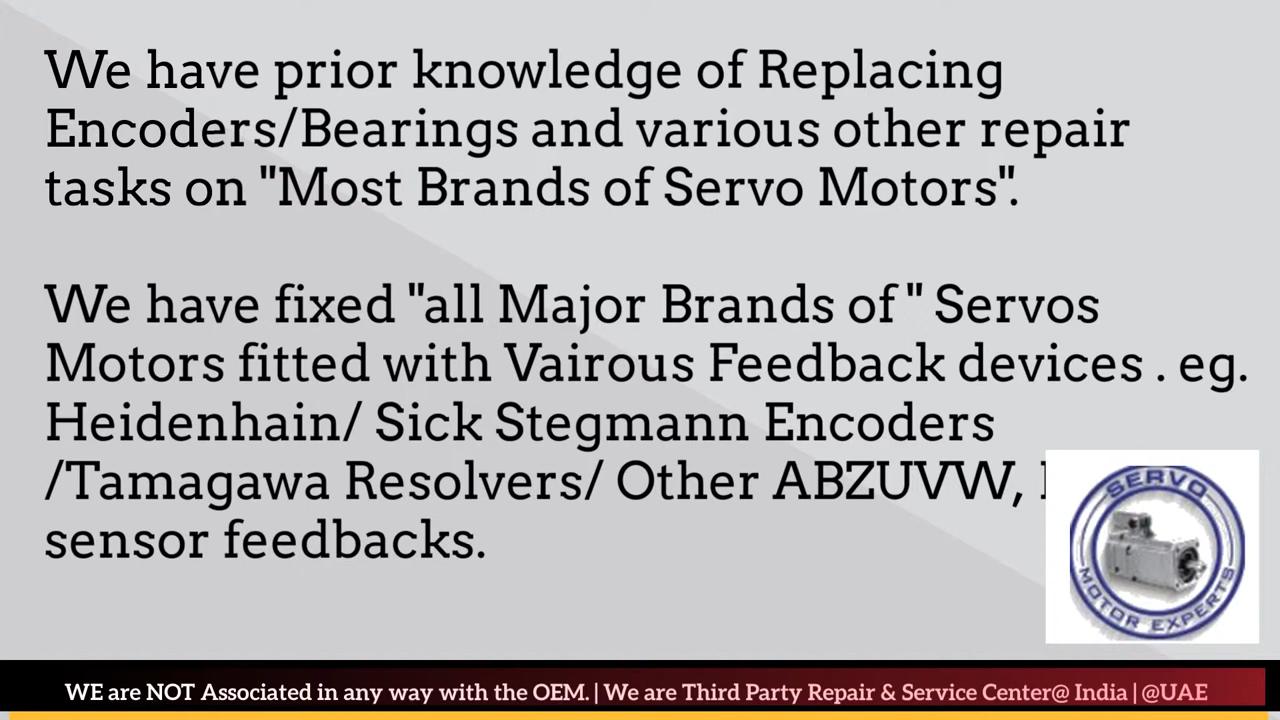 We have prior knowledge of Replacing
Encoders/Bearings and various other repair
tasks on "Most Brands of Servo Motors".
We have fixed "all Major Brands of " Servos
Motors fitted with Vairous Feedback devices . eg.
Heidenhain/ Sick Stegmann Encoders
/Tamagawa Resolvers/ Other ABZUVW,
sensor feedbacks.
SERVO
MOTOR EXPERTS
WE are NOT Associated in any way with the OEM. | We are Third Party Repair & Service Center@ India | @UAE